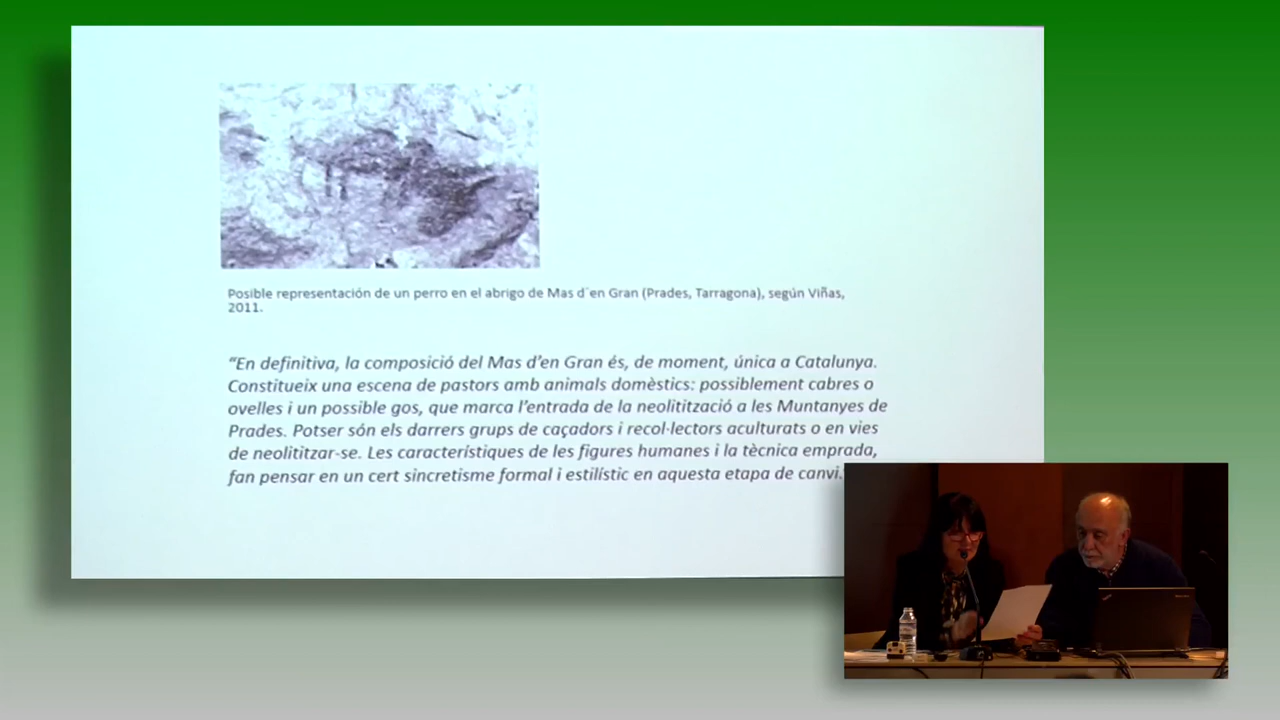 Posible representación de un perro en el abrigo de Mas d´en Gran (Prades, Tarragona), según Viñas,
2011.
“En definitiva, la composició del Mas d’en Gran és, de moment, única a Catalunya.
Constitueix una escena de pastors amb animals domèstics: possiblement cabres o
ovelles i un possible gos, que marca l’entrada de la neolitització a les Muntanyes de
Prades. Potser són els darrers grups de caçadors i recol·lectors aculturats o en vies
de neolititzar-se. Les característiques de les figures humanes i la tècnica emprada,
fan pensar en un cert sincretisme formal i estilístic en aquesta etapa de canvi.